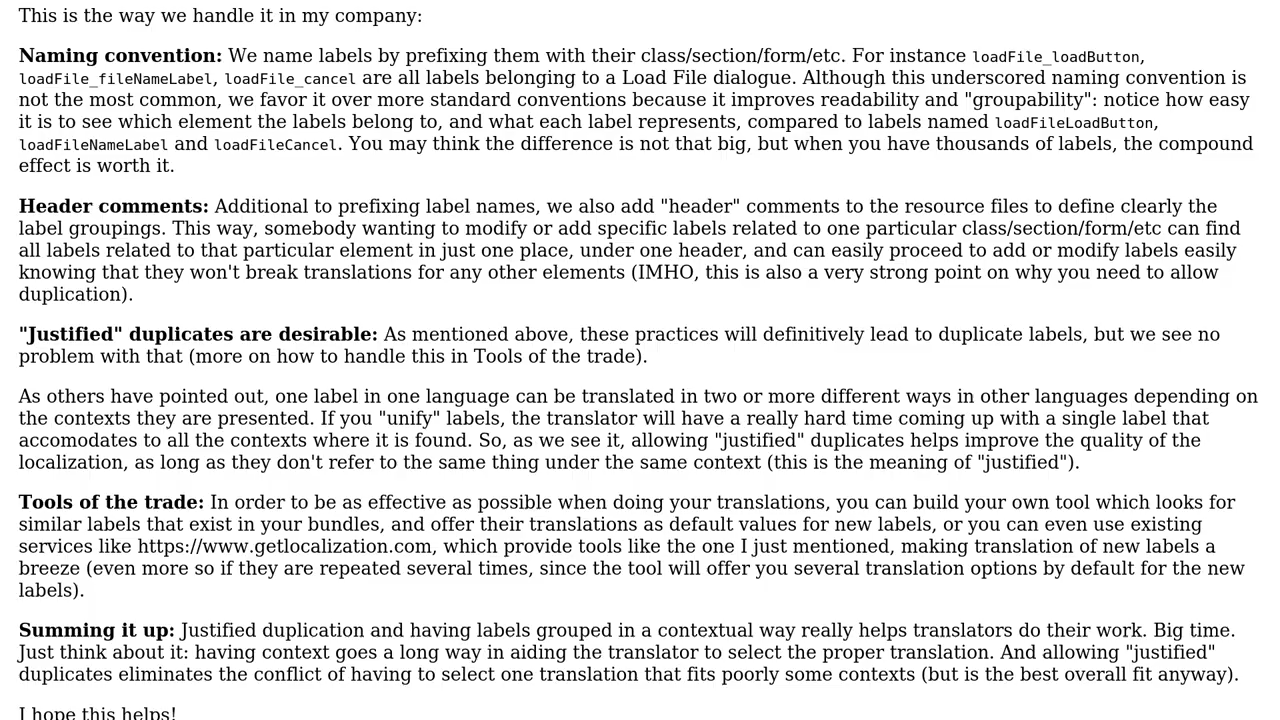 This is the way we handle it in my company:
Naming convention: We name labels by prefixing them with their class/section/form/etc. For instance loadFile_loadButton,
loadFile_fileNameLabel, loadFile_cancel are all labels belonging to a Load File dialogue. Although this underscored naming convention is
not the most common, we favor it over more standard conventions because it improves readability and "groupability": notice how easy
it is to see which element the labels belong to, and what each label represents, compared to labels named loadFileLoadButton,
loadFileNameLabel and loadFileCancel. You may think the difference is not that big, but when you have thousands of labels, the compound
effect is worth it.
Header comments: Additional to prefixing label names, we also add "header" comments to the resource files to define clearly the
label groupings. This way, somebody wanting to modify or add specific labels related to one particular class/section/form/etc can find
all labels related to that particular element in just one place, under one header, and can easily proceed to add or modify labels easily
knowing that they won't break translations for any other elements (IMHO, this is also a very strong point on why you need to allow
duplication).
"Justified" duplicates are desirable: As mentioned above, these practices will definitively lead to duplicate labels, but we see no
problem with that (more on how to handle this in Tools of the trade).
As others have pointed out, one label in one language can be translated in two or more different ways in other languages depending on
the contexts they are presented. If you "unify" labels, the translator will have a really hard time coming up with a single label that
accomodates to all the contexts where it is found. So, as we see it, allowing "justified" duplicates helps improve the quality of the
localization, as long as they don't refer to the same thing under the same context (this is the meaning of "justified").
Tools of the trade: In order to be as effective as possible when doing your translations, you can build your own tool which looks for
similar labels that exist in your bundles, and offer their translations as default values for new labels, or you can even use existing
services like https://www.getlocalization.com, which provide tools like the one I just mentioned, making translation of new labels a
breeze (even more so if they are repeated several times, since the tool will offer you several translation options by default for the new
labels).
Summing it up: Justified duplication and having labels grouped in a contextual way really helps translators do their work. Big time.
Just think about it: having context goes a long way in aiding the translator to select the proper translation. And allowing "justified"
duplicates eliminates the conflict of having to select one translation that fits poorly some contexts (but is the best overall fit anyway).
I hope this helps!